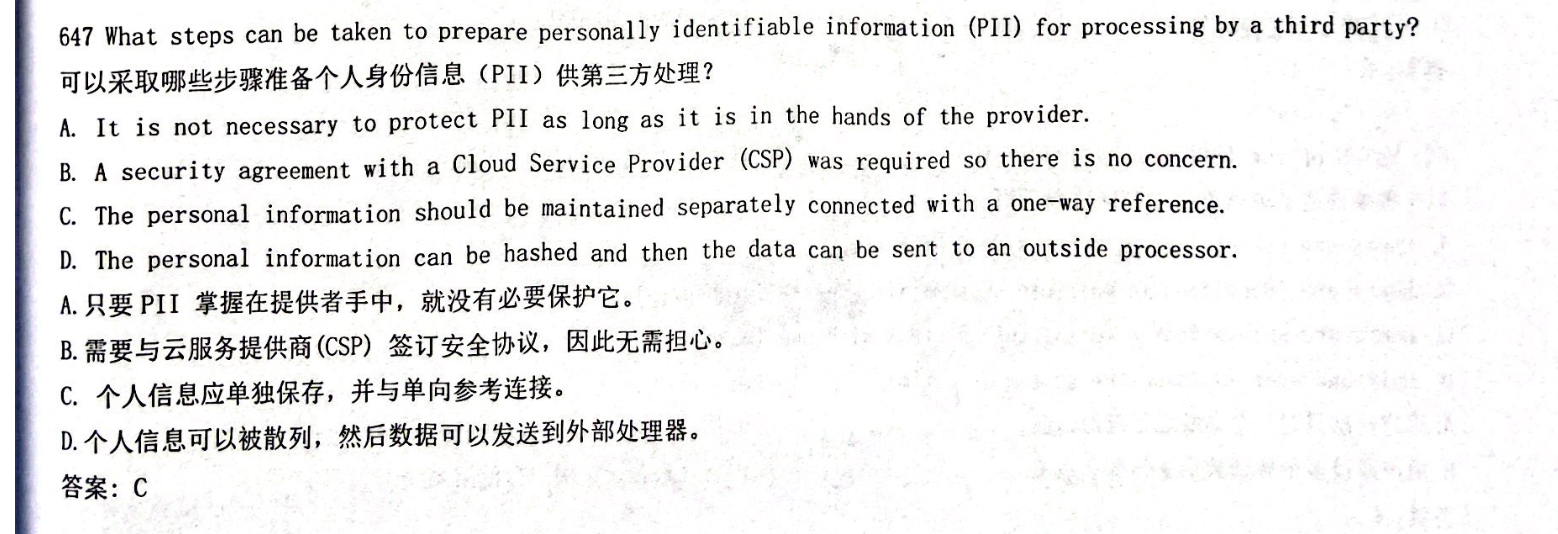 647 What steps can be taken to prepare personally identifiable information (PII) for processing by a third party?
可以采取哪些步骤准备个人身份信息（PII）供第三方处理？
A. It is not necessary to protect PII as long as it is in the hands of the provider.
B. A security agreement with a Cloud Service Provider (CSP) was required so there is no concern.
C. The personal information should be maintained separately connected with a one-way reference.
D. The personal information can be hashed and then the data can be sent to an outside processor.
A.只要 PII 掌握在提供者手中，就没有必要保护它。
B.需要与云服务提供商(CSP) 签订安全协议，因此无需担心。
C. 个人信息应单独保存，并与单向参考连接。
D.个人信息可以被散列，然后数据可以发送到外部处理器。
答案：C